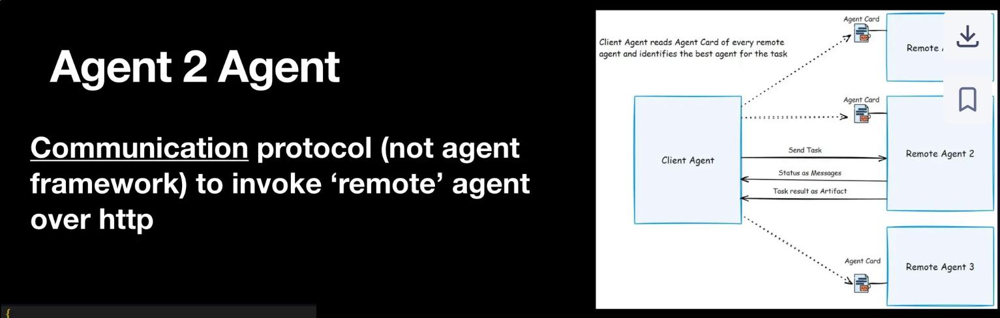 Agent 2 Agent
Communication protocol (not agent
framework) to invoke ‘remote’ agent
over http
{
Client Agent reads Agent Card of every remote
agent and identifies the best agent for the task
Agent Card
Remote
Agent Card
Client Agent
Send Task
Status as Messages
Task result as Artifact
Remote Agent 2
Agent Card
Remote Agent 3